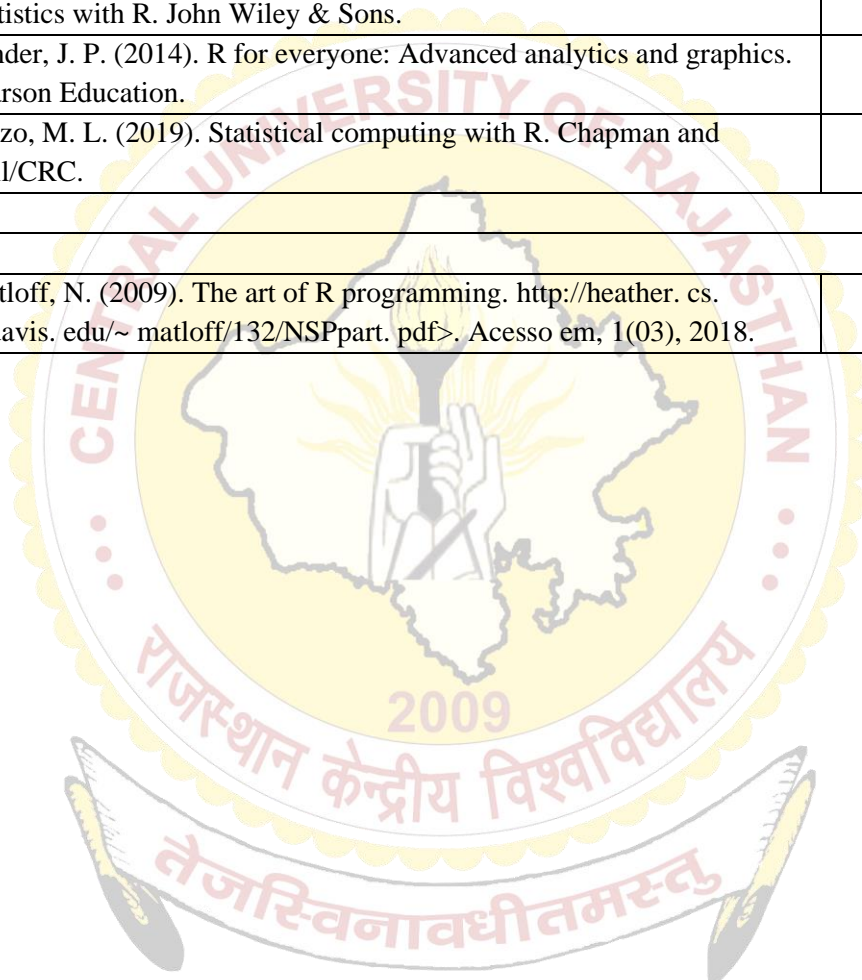 tistics with R. John Wiley & Sons.
nder, J. P. (2014). R for everyone: Advanced analytics and graphics.
arson Education.
zo, M. L. (2019). Statistical computing with R. Chapman and
l/CRC.
tloff, N. (2009). The art of R programming. http://heather. cs.
avis. edu/~ matloff/132/NSPpart. pdf>. Acesso em, 1(03), 2018.
CENTRAL UNIVERSITY OF RAJASTHAN
2009
राजस्थान केन्द्रीय विश्वविद्यालय
तेजस्विनावधीतमस्तु